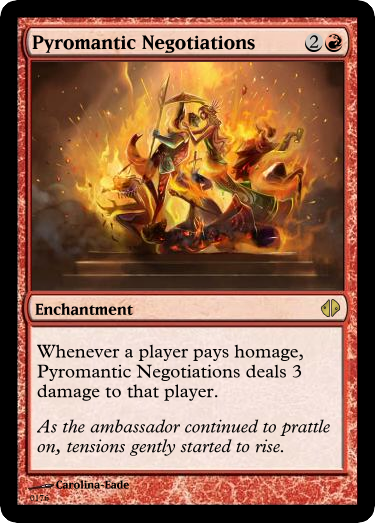 Pyromantic Negotiations 2
Enchantment
Whenever a player pays homage,
Pyromantic Negotiations deals 3
damage to that player.
As the ambassador continued to prattle
on, tensions gently started to rise.
Carolina-Eade